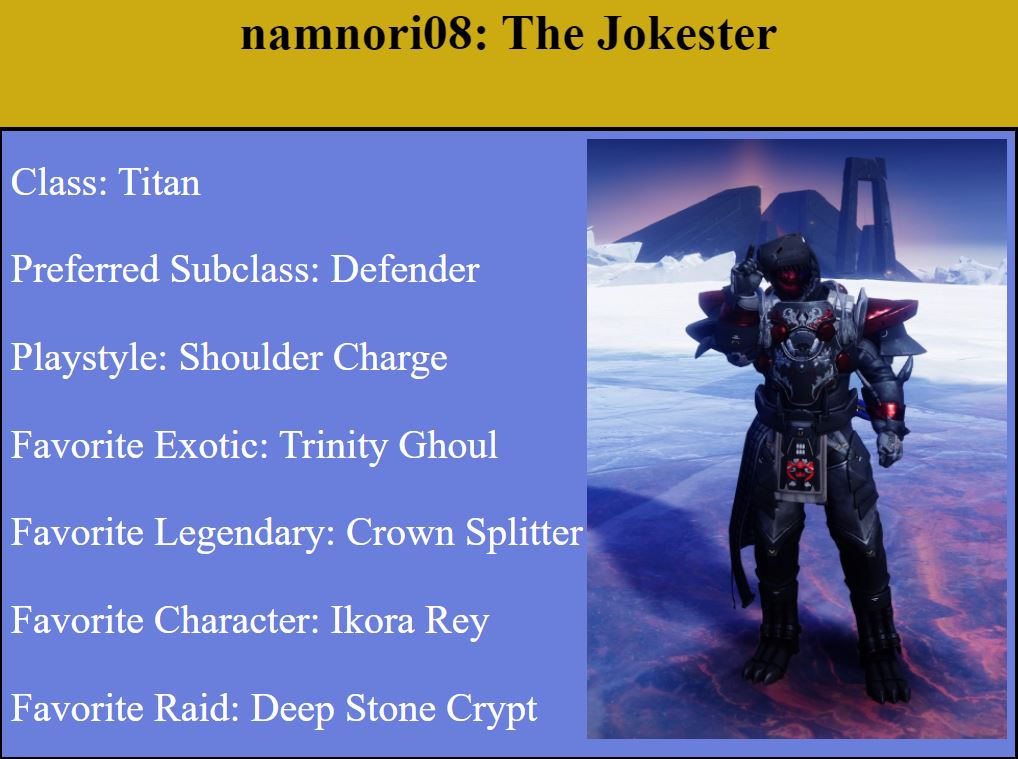 namnori08: The Jokester
Class: Titan
Preferred Subclass: Defender
Playstyle: Shoulder Charge
Favorite Exotic: Trinity Ghoul
Favorite Legendary: Crown Splitter
Favorite Character: Ikora Rey
Favorite Raid: Deep Stone Crypt